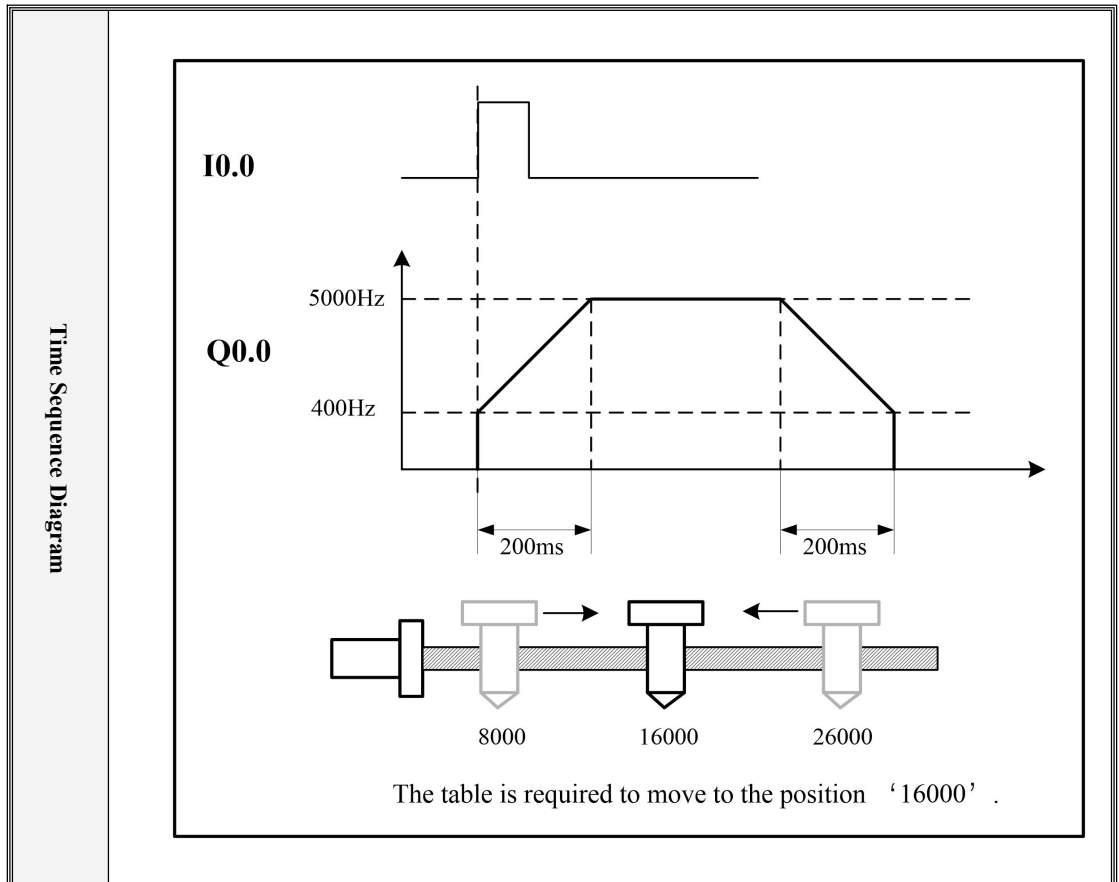 Time Sequence Diagram
I0.0
5000Hz
Q0.0
400Hz
200ms 200ms
8000 16000 26000
The table is required to move to the position ‘16000’.